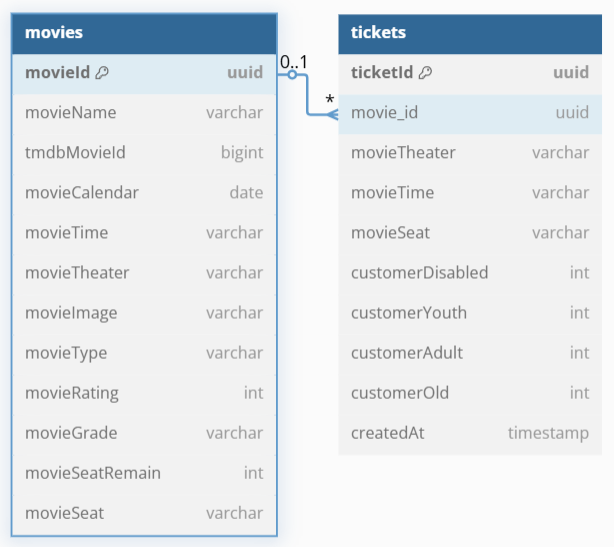 movies
movieId uuid
movieName varchar
tmdbMovieId bigint
movieCalendar date
movieTime varchar
movieTheater varchar
movieImage varchar
movieType varchar
movieRating int
movieGrade varchar
movieSeatRemain int
movieSeat varchar
0..1
*
tickets
ticketId uuid
movie_id uuid
movieTheater varchar
movieTime varchar
movieSeat varchar
customerDisabled int
customerYouth int
customerAdult int
customerOld int
createdAt timestamp